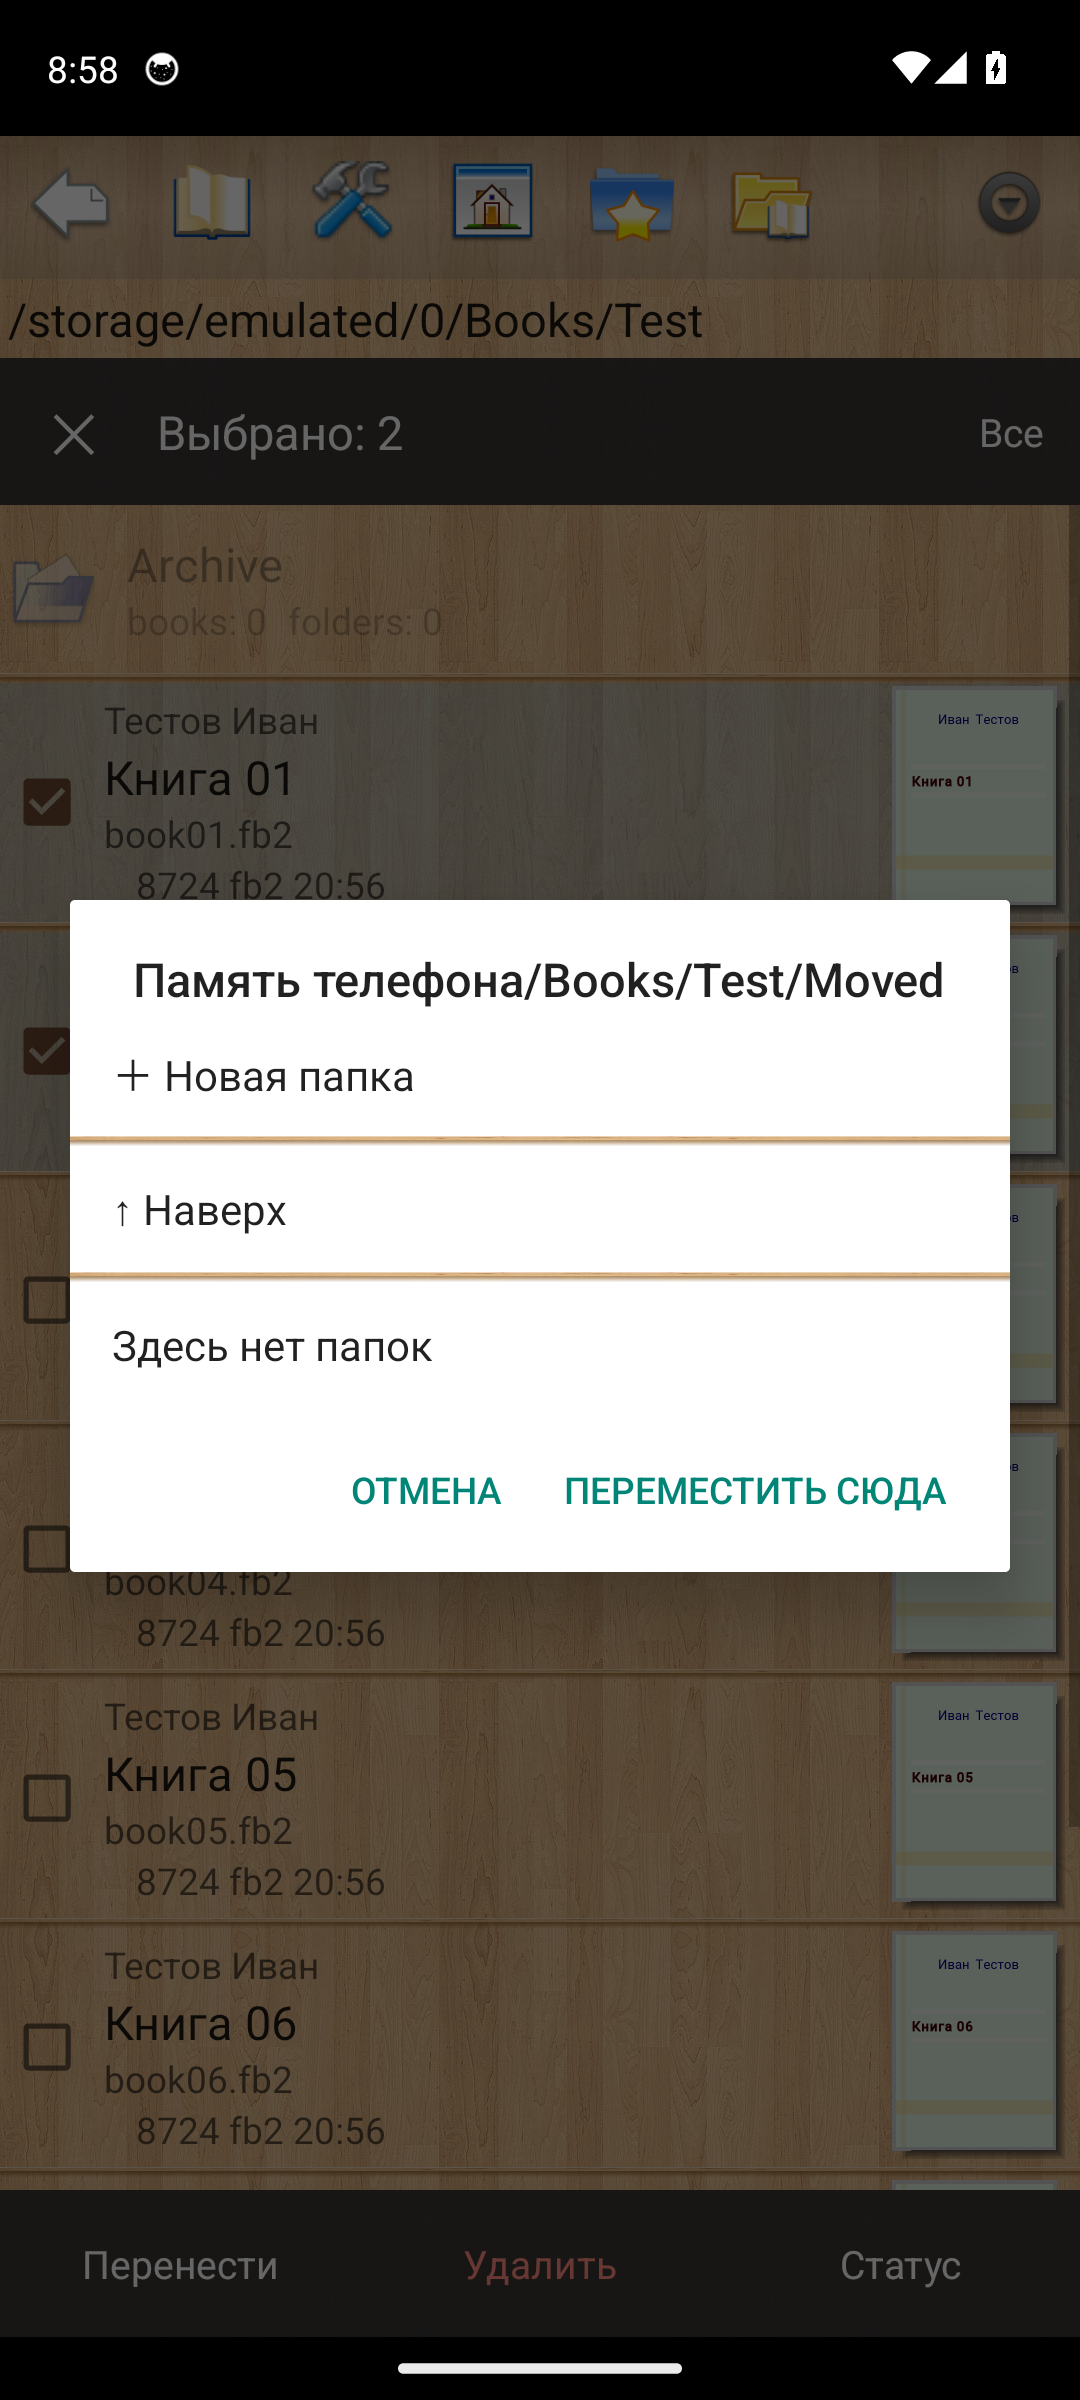 8:58
/storage/emulated/0/Books/Test
Выбрано: 2
Все
Archive
books: 0 folders: 0
Тестов Иван
Книга 01
book01.fb2
8724 fb2 20:56
Иван Тестов
Книга 01
Память телефона/Books/Test/Moved
+ Новая папка
↑ Наверх
Здесь нет папок
ОТМЕНА
ПЕРЕМЕСТИТЬ СЮДА
book04.fb2
8724 fb2 20:56
Тестов Иван
Книга 05
book05.fb2
8724 fb2 20:56
Иван Тестов
Книга 05
Тестов Иван
Книга 06
book06.fb2
8724 fb2 20:56
Иван Тестов
Книга 06
Перенести
Удалить
Статус